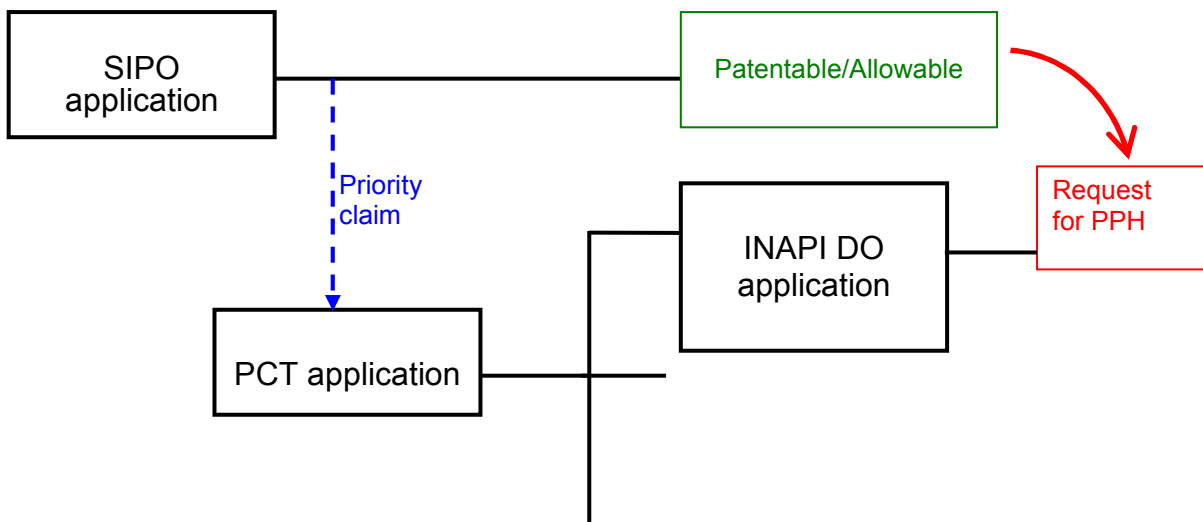 SIPO
application
Patentable/Allowable
Priority
claim
Request
for PPH
INAPI DO
application
PCT application